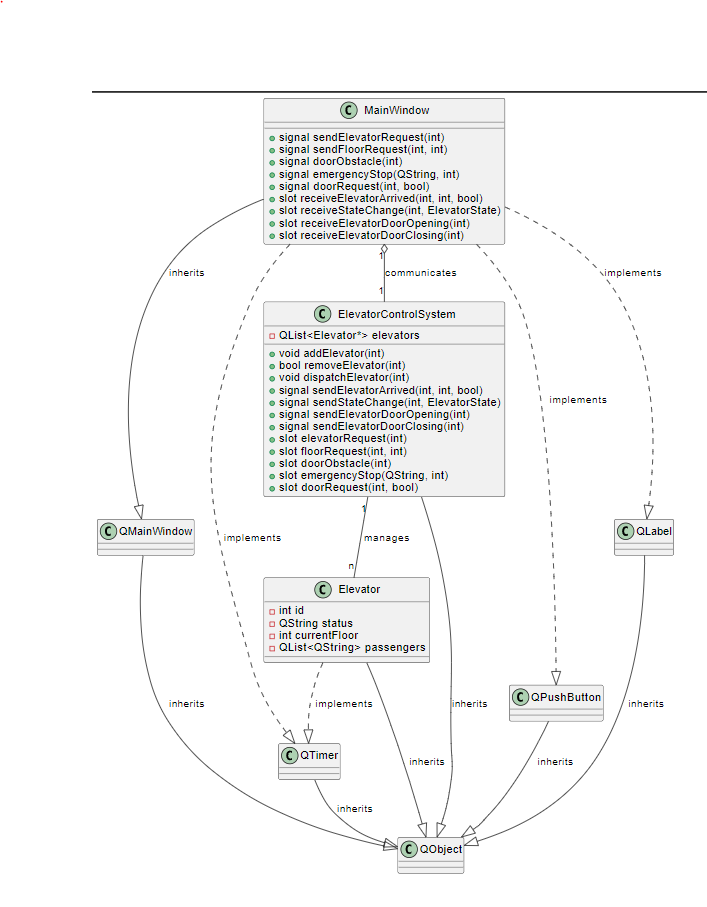 C MainWindow
signal sendElevatorRequest(int)
signal sendFloorRequest(int, int)
signal doorObstacle(int)
signal emergencyStop(QString, int)
signal doorRequest(int, bool)
slot receiveElevatorArrived(int, int, bool)
slot receiveStateChange(int, ElevatorState)
slot receiveElevatorDoorOpening(int)
slot receiveElevatorDoorClosing(int)
1
inherits
communicates
implements
1
C ElevatorControlSystem
QList<Elevator*> elevators
void addElevator(int)
bool removeElevator(int)
void dispatchElevator(int)
signal sendElevatorArrived(int, int, bool)
signal sendStateChange(int, ElevatorState)
signal sendElevatorDoorOpening(int)
signal sendElevatorDoorClosing(int)
slot elevatorRequest(int)
slot floorRequest(int, int)
slot doorObstacle(int)
slot emergencyStop(QString, int)
slot doorRequest(int, bool)
implements
1
C QMainWindow
C QLabel
implements
manages
n
C Elevator
int id
QString status
int currentFloor
QList<QString> passengers
C QPushButton
inherits
implements
inherits
inherits
C QTimer
inherits
inherits
inherits
C QObject